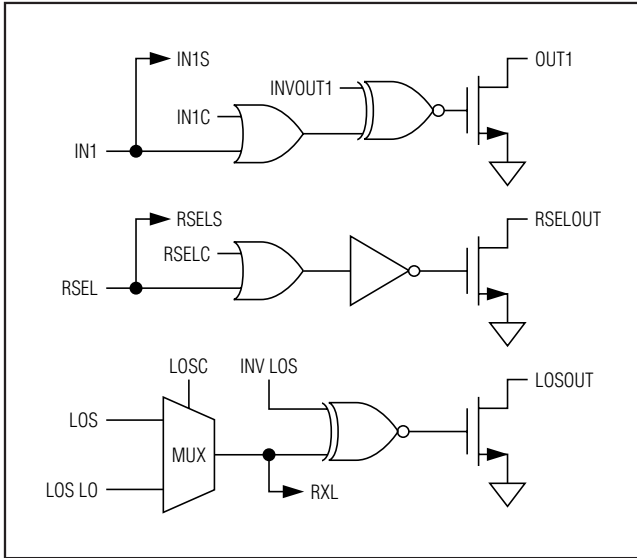 IN1S
OUT1
INVOUT1
IN1C
IN1
RSELS
RSELOUT
RSELC
RSEL
LOSC
INV LOS
LOSOUT
LOS
MUX
LOS LO
RXL